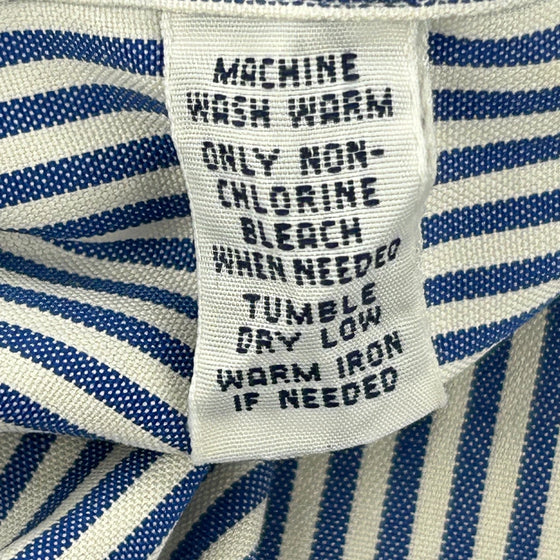 MACHINE
WASH WARM
ONLY NON-
CHLORINE
BLEACH
WHEN NEEDED
TUMBLE
DRY LOW
WARM IRON
IF NEEDED